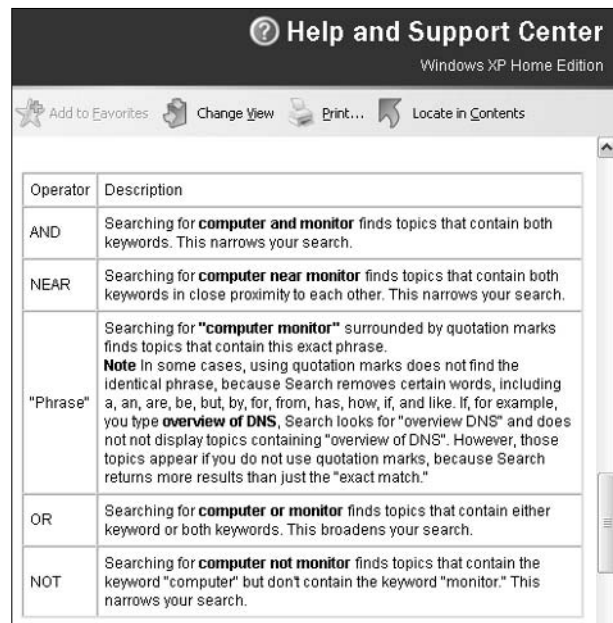 Help and Support Center
Windows XP Home Edition
Add to Favorites Change View Print... Locate in Contents
Operator Description
AND
Searching for computer and monitor finds topics that contain both
keywords. This narrows your search.
NEAR
Searching for computer near monitor finds topics that contain both
keywords in close proximity to each other. This narrows your search.
"Phrase"
Searching for "computer monitor" surrounded by quotation marks
finds topics that contain this exact phrase.
Note In some cases, using quotation marks does not find the
identical phrase, because Search removes certain words, including
a, an, are, be, but, by, for, from, has, how, if, and like. If, for example,
you type overview of DNS, Search looks for "overview DNS" and does
not not display topics containing "overview of DNS". However, those
topics appear if you do not use quotation marks, because Search
returns more results than just the "exact match."
OR
Searching for computer or monitor finds topics that contain either
keyword or both keywords. This broadens your search.
NOT
Searching for computer not monitor finds topics that contain the
keyword "computer" but don't contain the keyword "monitor." This
narrows your search.